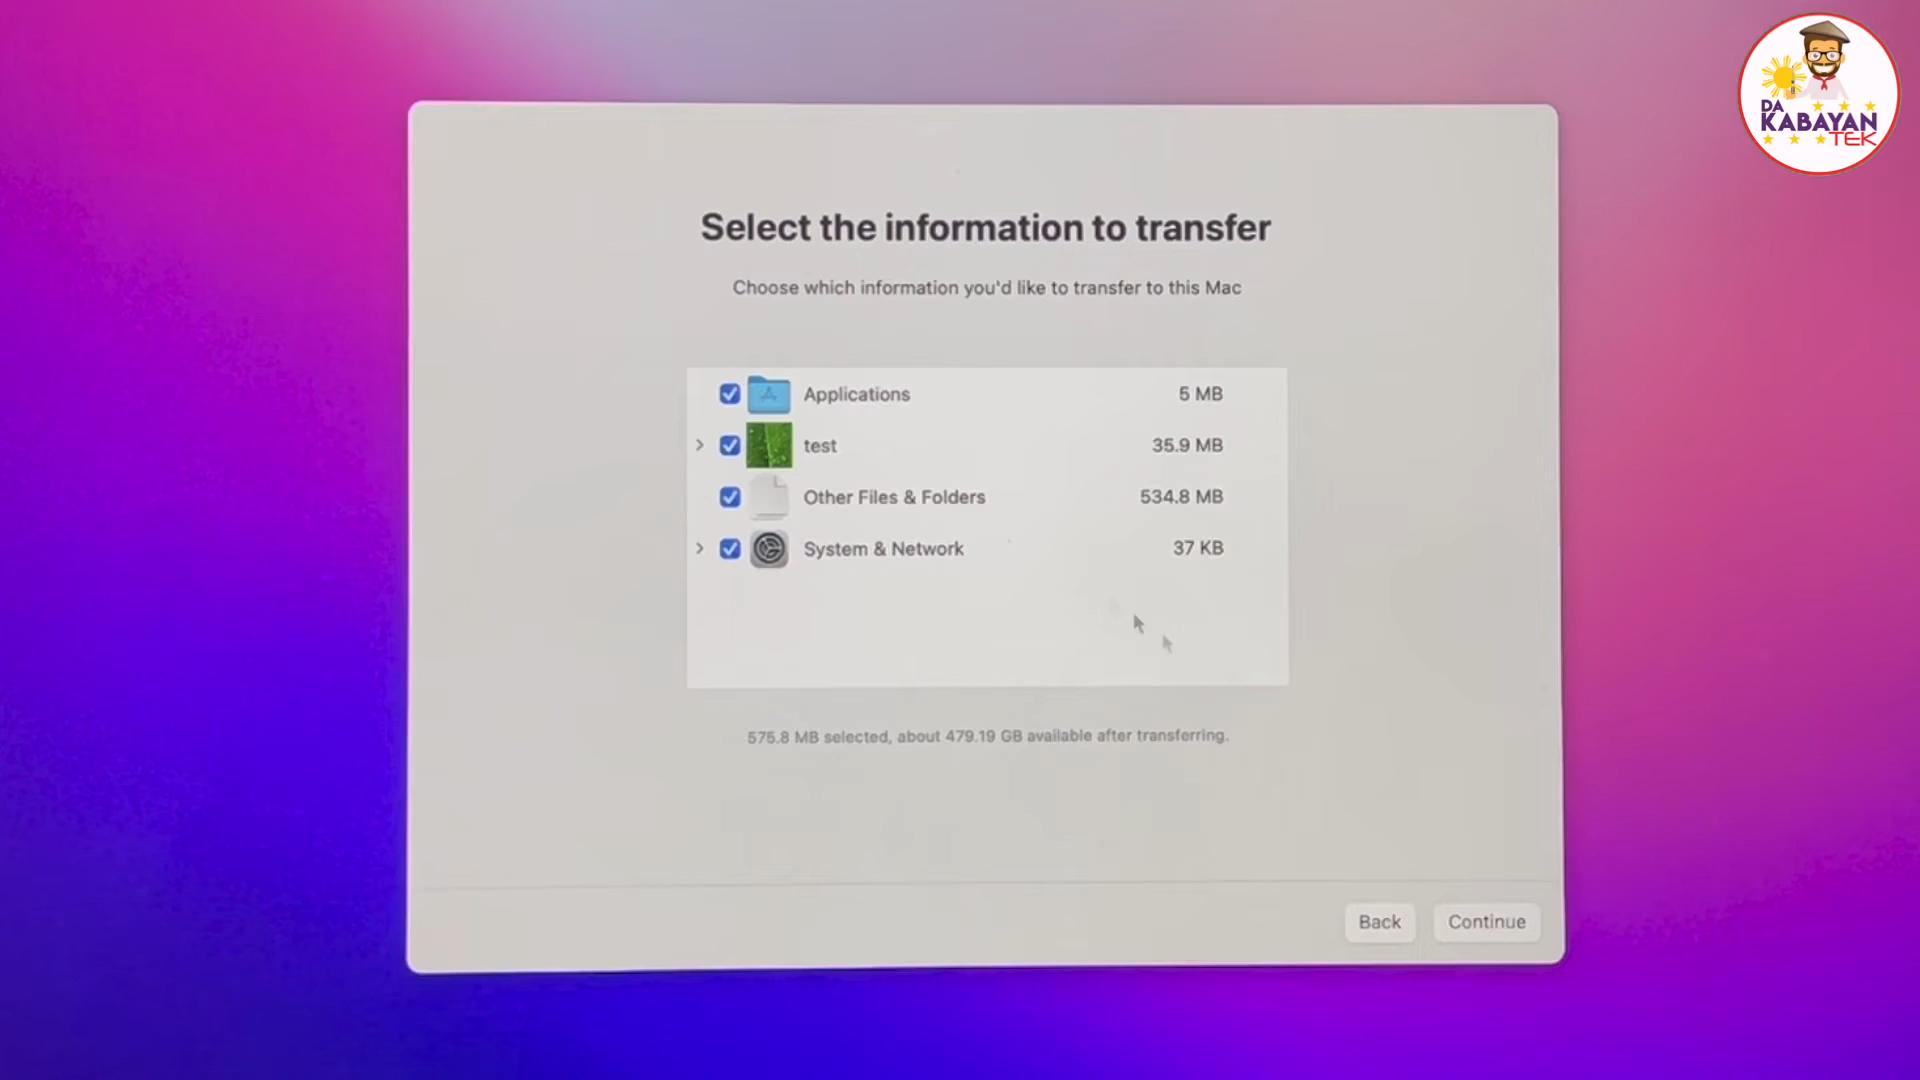 DA
KABAYAN
TEK
Select the information to transfer
Choose which information you'd like to transfer to this Mac
Applications 5 MB
test 35.9 MB
Other Files & Folders 534.8 MB
System & Network 37 KB
575.8 MB selected, about 479.19 GB available after transferring.
Back Continue